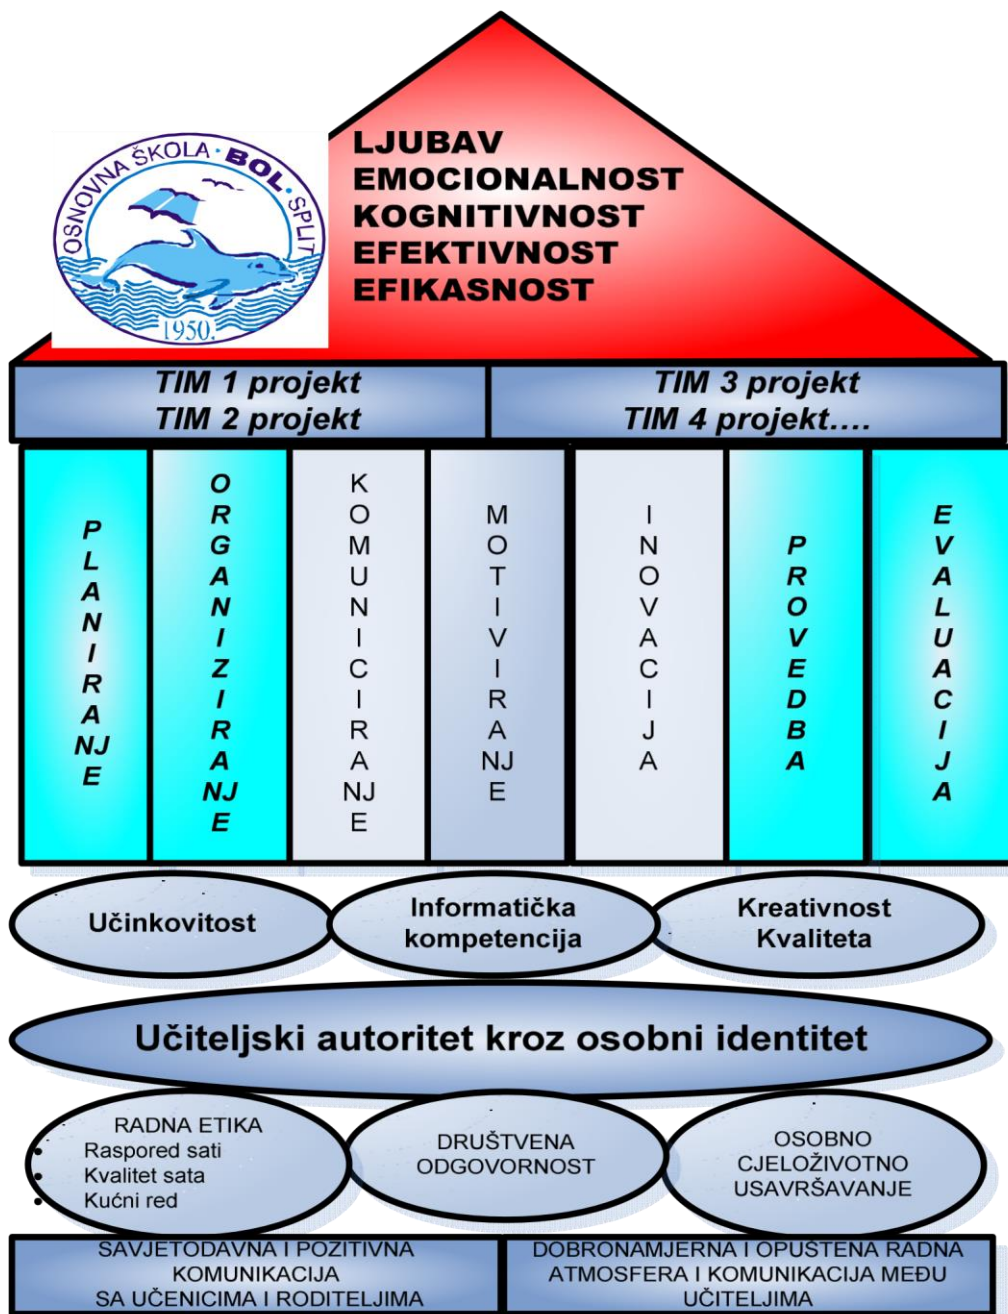 OSNOVNA ŠKOLA · BOL · SPLIT
1950.
LJUBAV
EMOCIONALNOST
KOGNITIVNOST
EFEKTIVNOST
EFIKASNOST
TIM 1 projekt
TIM 2 projekt
TIM 3 projekt
TIM 4 projekt....
PLANIRANJE
ORGANIZIRANJE
KOMUNICIRANJE
MOTIVIRANJE
INOVACIJA
PROVEDBA
EVALUACIJA
Učinkovitost
Informatička
kompetencija
Kreativnost
Kvaliteta
Učiteljski autoritet kroz osobni identitet
RADNA ETIKA
• Raspored sati
• Kvalitet sata
• Kućni red
DRUŠTVENA
ODGOVORNOST
OSOBNO
CJELOŽIVOTNO
USAVRŠAVANJE
SAVJETODAVNA I POZITIVNA
KOMUNIKACIJA
SA UČENICIMA I RODITELJIMA
DOBRONAMJERNA I OPUŠTENA RADNA
ATMOSFERA I KOMUNIKACIJA MEĐU
UČITELJIMA